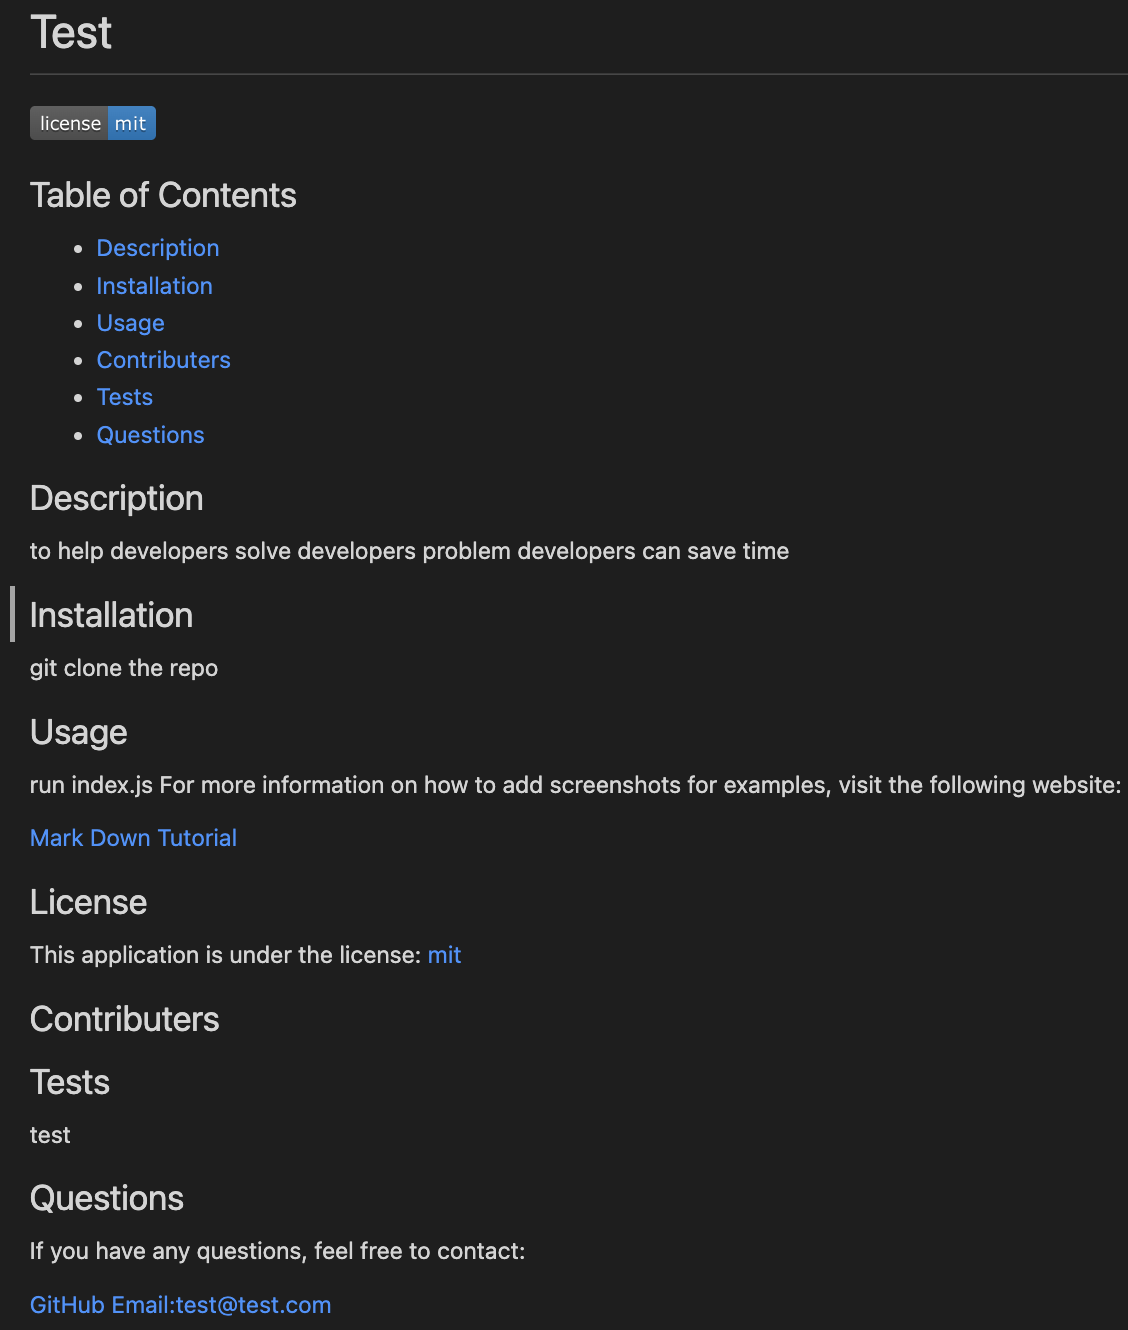 Test
license mit
Table of Contents
Description
Installation
Usage
Contributers
Tests
Questions
Description
to help developers solve developers problem developers can save time
Installation
git clone the repo
Usage
run index.js For more information on how to add screenshots for examples, visit the following website:
Mark Down Tutorial
License
This application is under the license: mit
Contributers
Tests
test
Questions
If you have any questions, feel free to contact:
GitHub Email:test@test.com